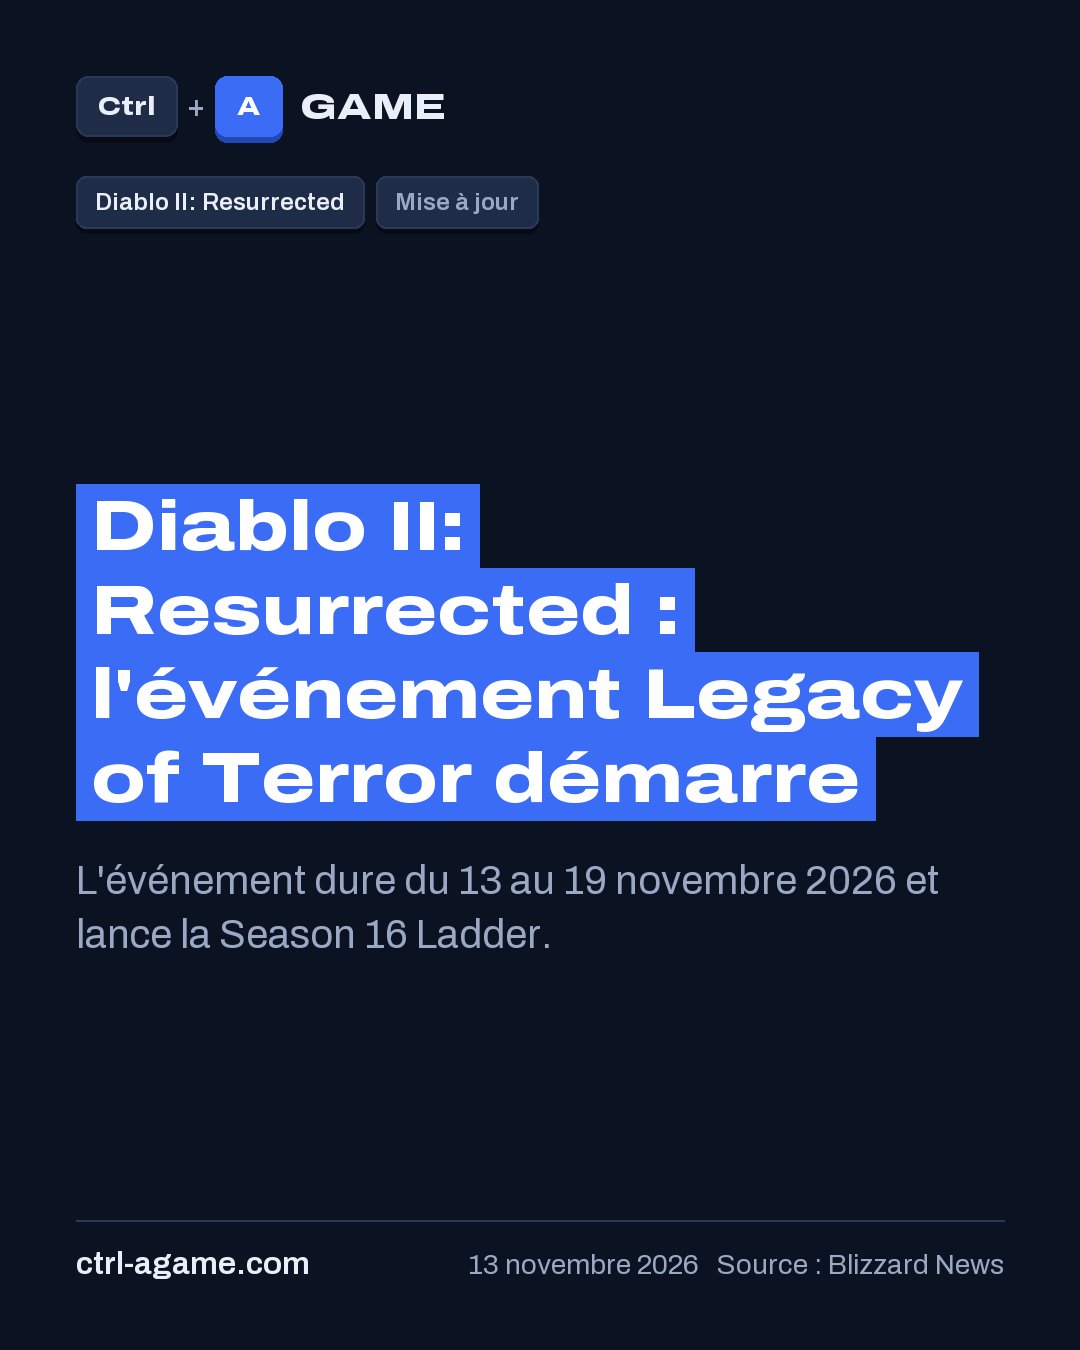 Ctrl + A GAME
Diablo II: Resurrected Mise à jour
Diablo II:
Resurrected :
l'événement Legacy
of Terror démarre
L'événement dure du 13 au 19 novembre 2026 et
lance la Season 16 Ladder.
ctrl-agame.com 13 novembre 2026 Source : Blizzard News